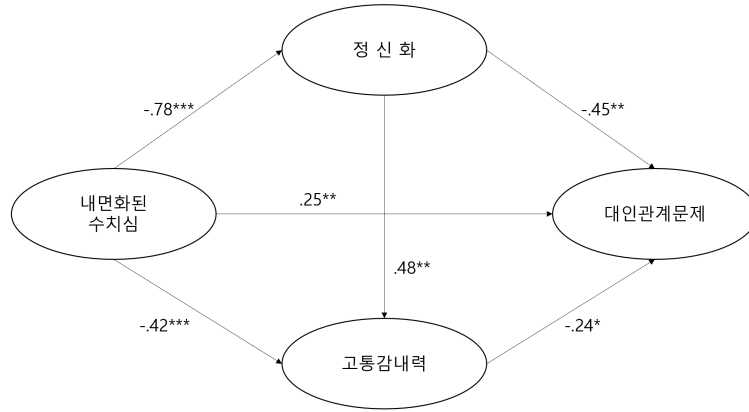 정 신 화
-.78***
-.45**
내면화된
수치심
.25**
대인관계문제
.48**
-.42***
-.24*
고통감내력